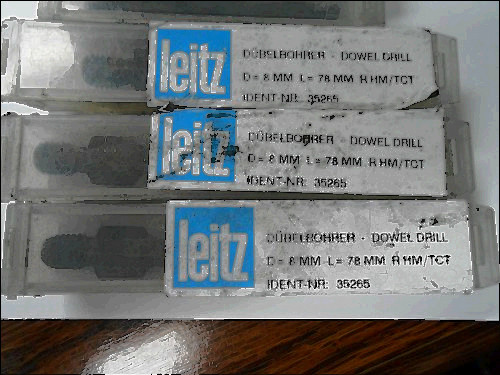 leitz
DÜBELBOHRER - DOWEL DRILL
D = 8 MM L = 78 MM R HM/TCT
IDENT-NR. 35265
leitz
DÜBELBOHRER - DOWEL DRILL
D = 8 MM L = 78 MM R HM/TCT
IDENT-NR: 35265
leitz
DÜBELBOHRER - DOWEL DRILL
D = 8 MM L = 78 MM R HM/TCT
IDENT-NR: 35265